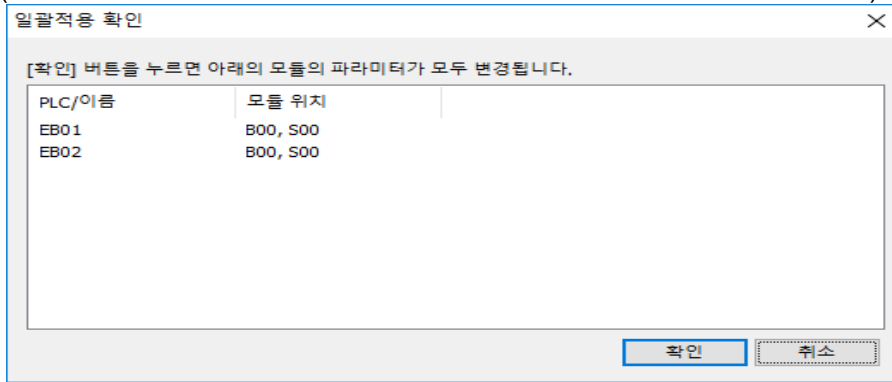 일괄적용 확인
[확인] 버튼을 누르면 아래의 모듈의 파라미터가 모두 변경됩니다.
PLC/이름 모듈 위치
EB01 B00, S00
EB02 B00, S00
확인 취소